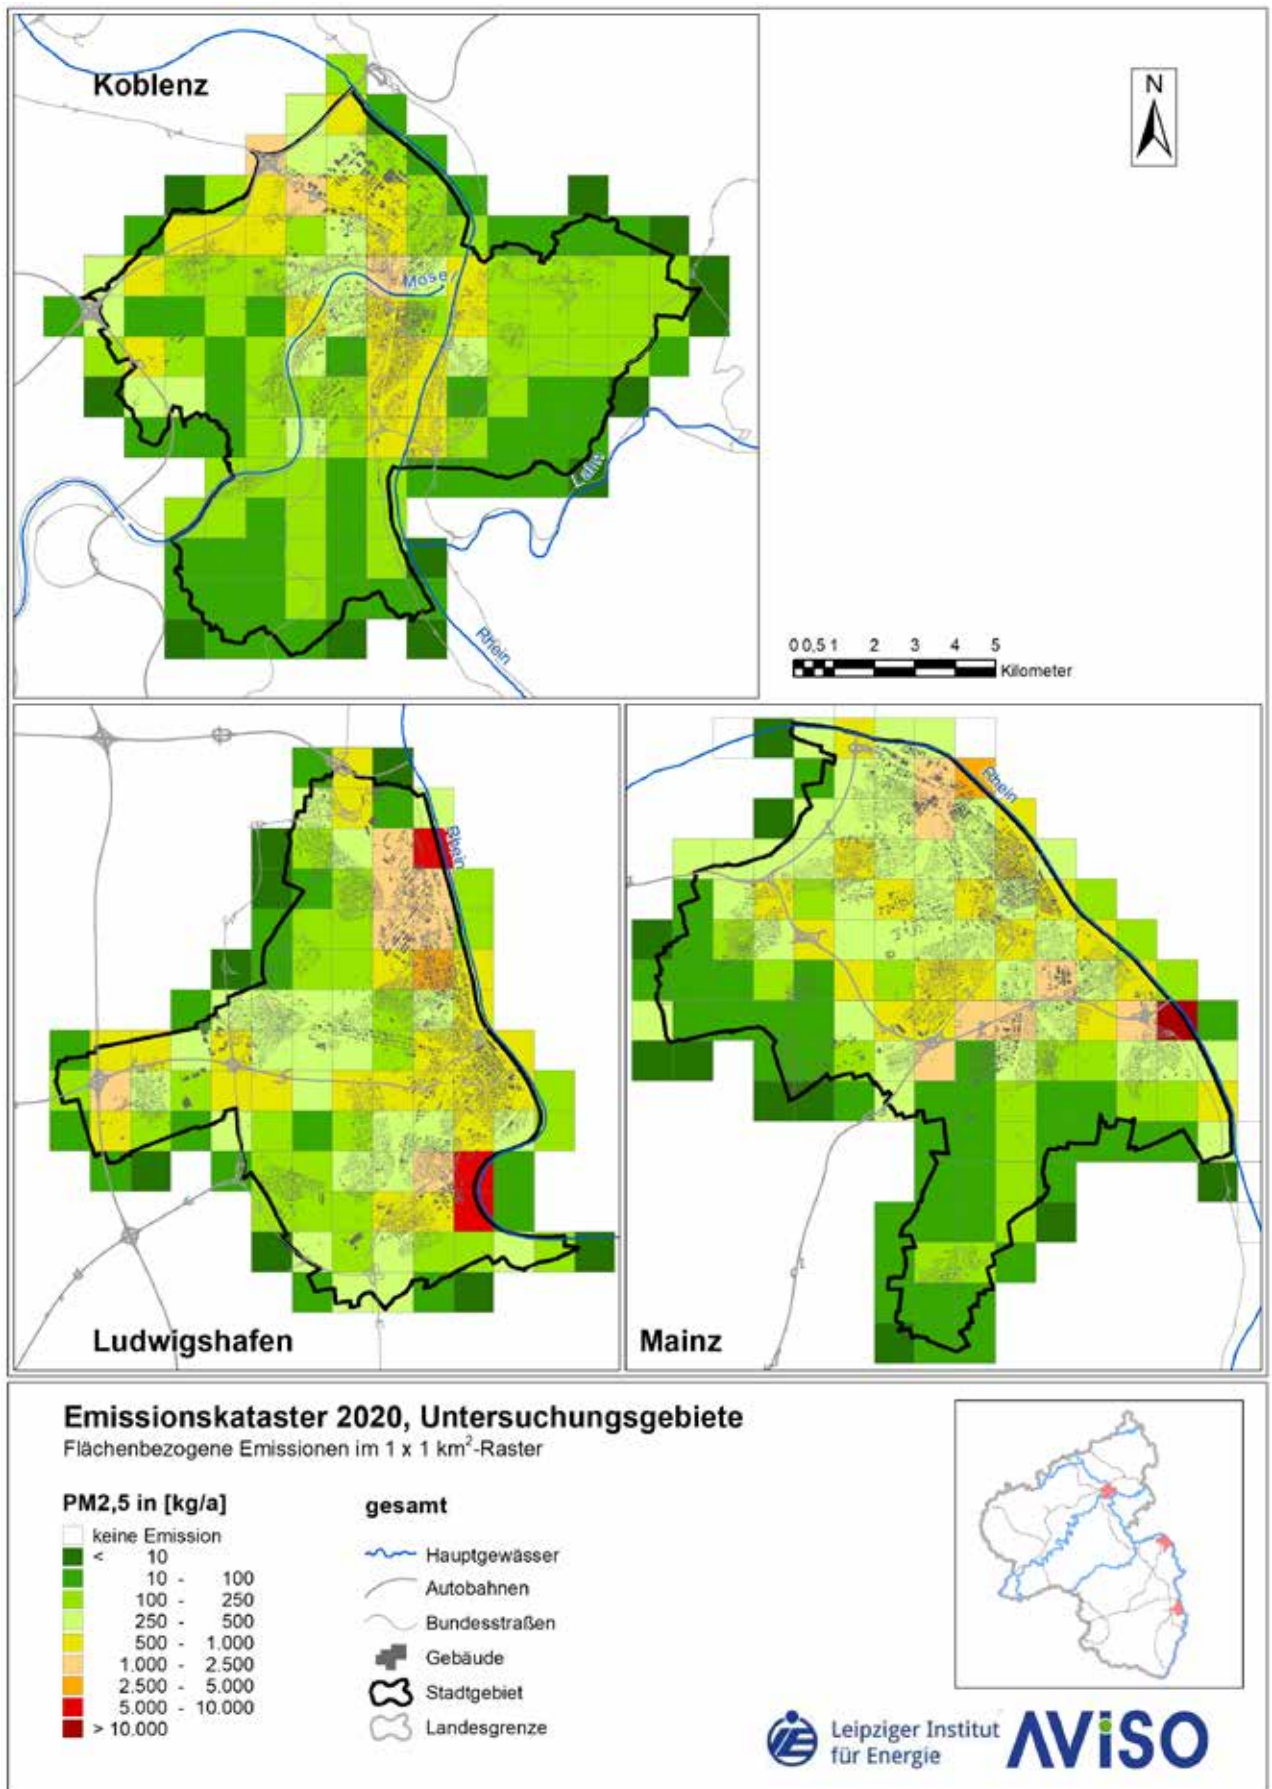 Koblenz
N
Mose
Lahn
Rhein
0 0,5 1 2 3 4 5
Kilometer
Rhein
Ludwigshafen
Rhein
Mainz
Emissionskataster 2020, Untersuchungsgebiete
Flächenbezogene Emissionen im 1 x 1 km²-Raster
PM2,5 in [kg/a]
keine Emission
< 10
10 - 100
100 - 250
250 - 500
500 - 1.000
1.000 - 2.500
2.500 - 5.000
5.000 - 10.000
> 10.000
gesamt
Hauptgewässer
Autobahnen
Bundesstraßen
Gebäude
Stadtgebiet
Landesgrenze
Leipziger Institut
für Energie
AViSO